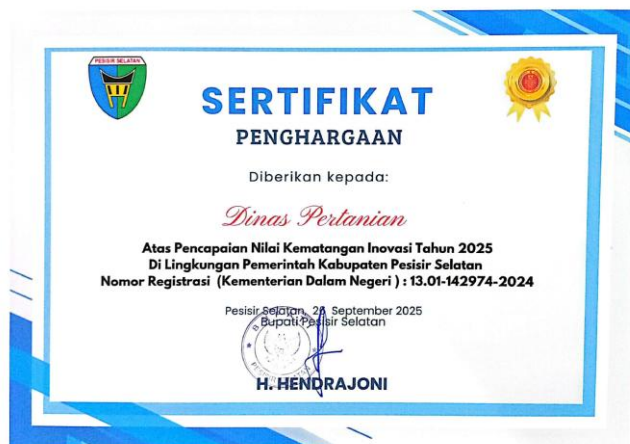 PESISIR SELATAN
SERTIFIKAT
PENGHARGAAN
Diberikan kepada:
Dinas Pertanian
Atas Pencapaian Nilai Kematangan Inovasi Tahun 2025
Di Lingkungan Pemerintah Kabupaten Pesisir Selatan
Nomor Registrasi (Kementerian Dalam Negeri ) : 13.01-142974-2024
Pesisir Selatan, September 2025
Bupati Pesisir Selatan
H. HENDRAJONI